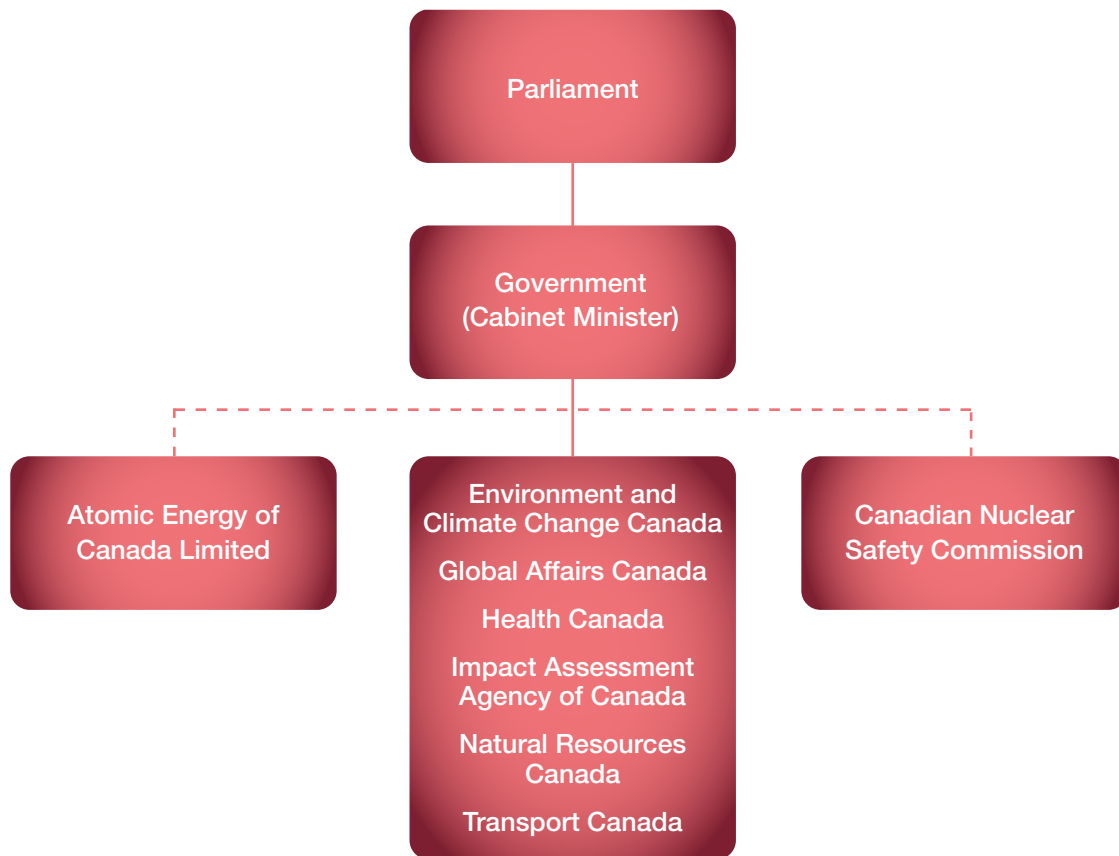 Parliament
Government
(Cabinet Minister)
Atomic Energy of
Canada Limited
Environment and
Climate Change Canada
Global Affairs Canada
Health Canada
Impact Assessment
Agency of Canada
Natural Resources
Canada
Transport Canada
Canadian Nuclear
Safety Commission